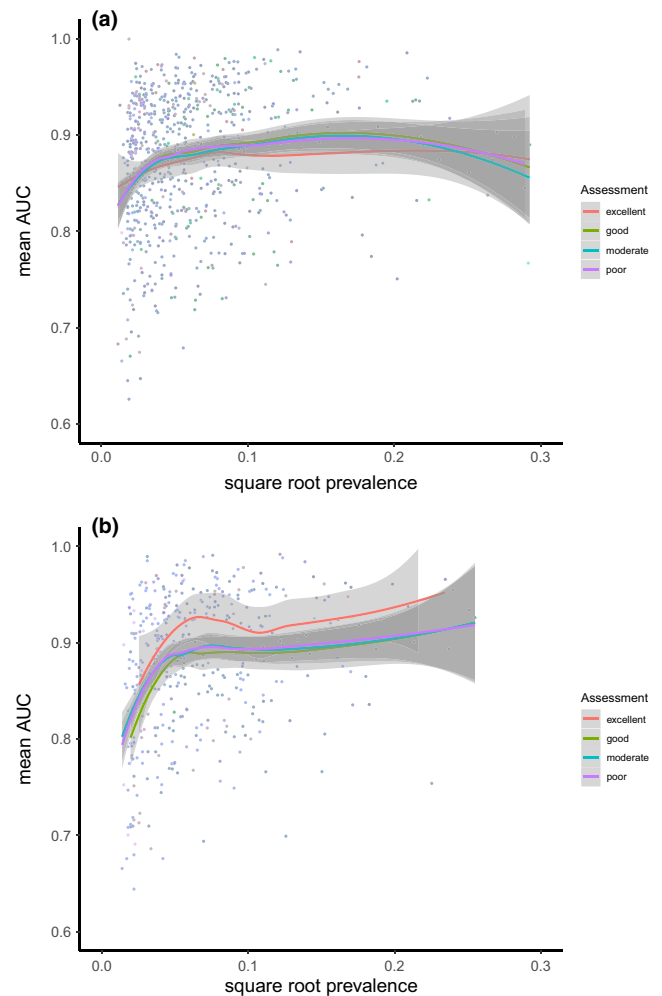 (a)
1.0
0.9
0.8
0.7
0.6
mean AUC
0.0 0.1 0.2 0.3
square root prevalence
Assessment
excellent
good
moderate
poor
(b)
1.0
0.9
0.8
0.7
0.6
mean AUC
0.0 0.1 0.2 0.3
square root prevalence
Assessment
excellent
good
moderate
poor